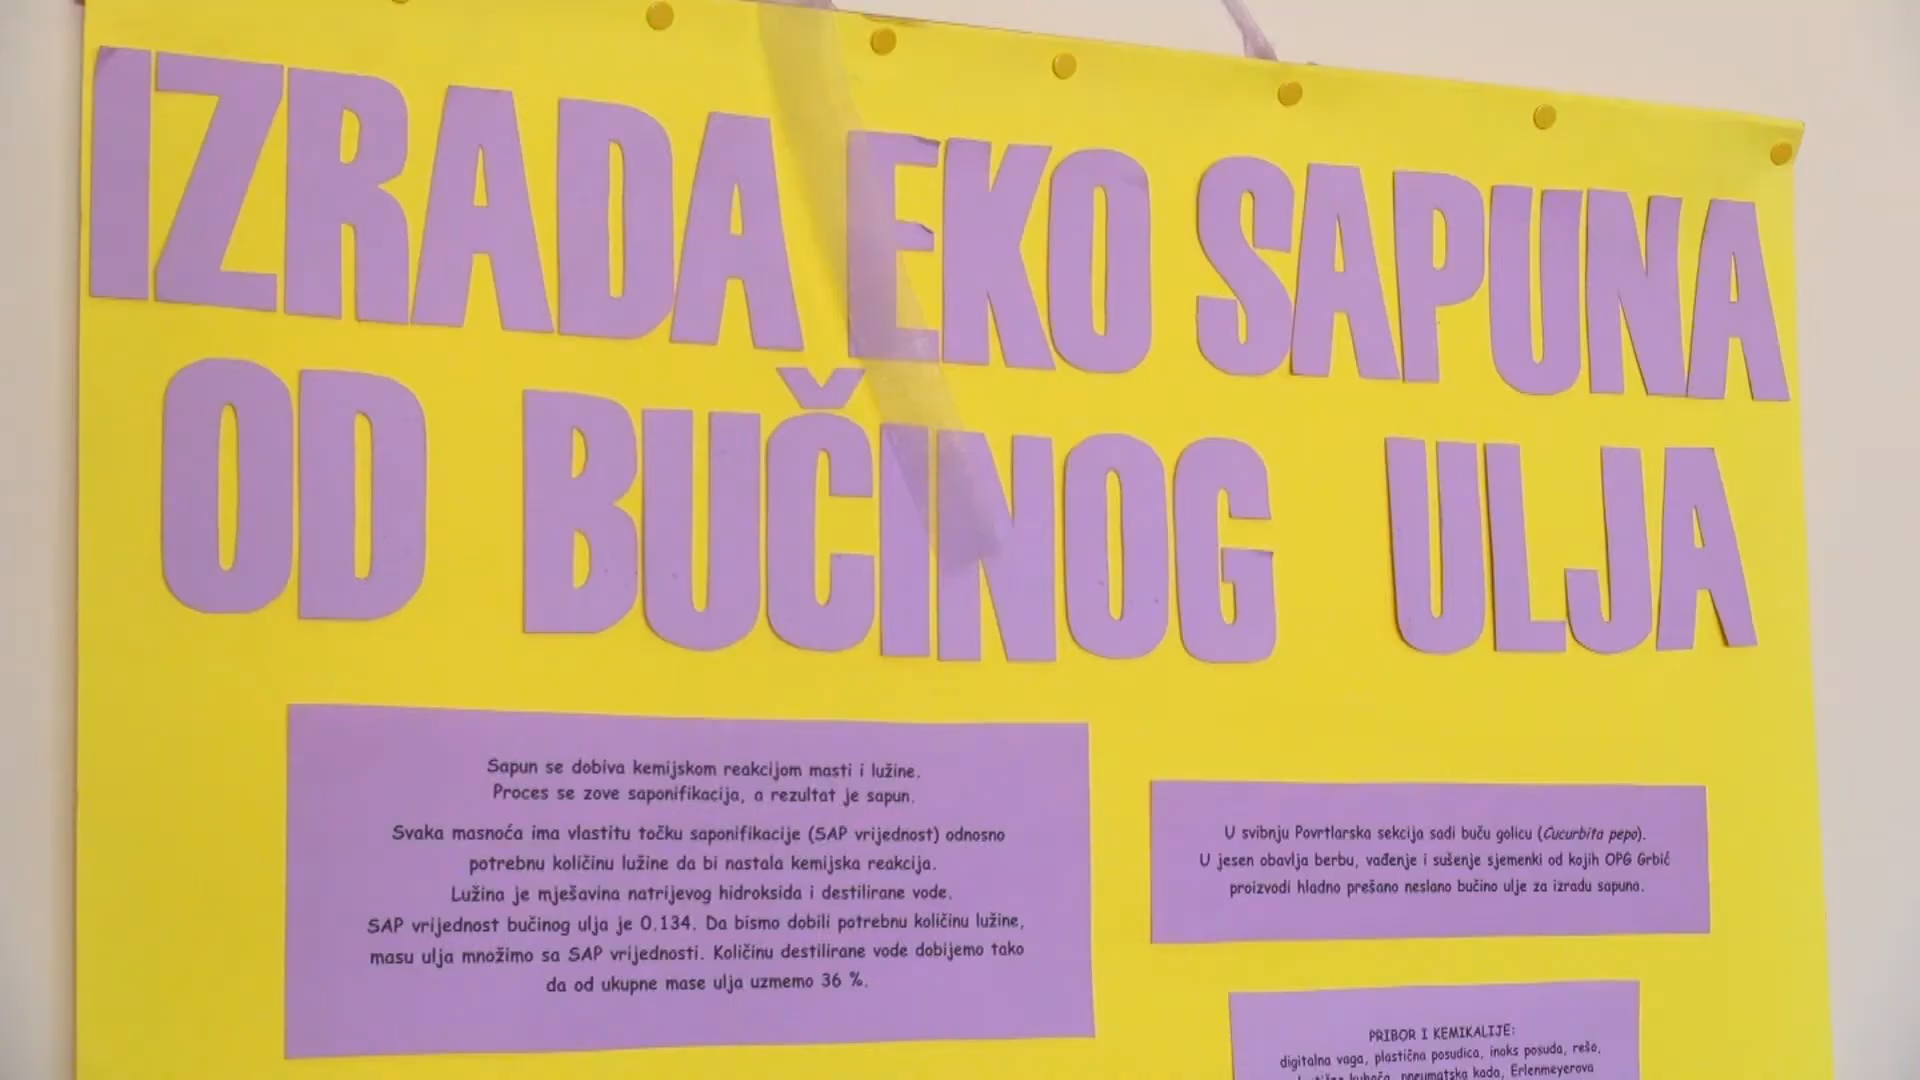 IZRADA EKO SAPUNA
OD BUČINOG ULJA
Sapun se dobiva kemijskom reakcijom masti i lužine.
Proces se zove saponifikacija, a rezultat je sapun.
Svaka masnoća ima vlastitu točku saponifikacije (SAP vrijednost) odnosno
potrebnu količinu lužine da bi nastala kemijska reakcija.
Lužina je mješavina natrijevog hidroksida i destilirane vode.
SAP vrijednost bučinog ulja je 0.134. Da bismo dobili potrebnu količinu lužine,
masu ulja množimo sa SAP vrijednosti. Količinu destilirane vode dobijemo tako
da od ukupne mase ulja uzmemo 36 %.
U svibnju Povrtlarska sekcija sadi buču golicu (Cucurbita pepo).
U jesen obavlja berbu, vađenje i sušenje sjemenki od kojih OPG Grbić
proizvodi hladno prešano neslano bučino ulje za izradu sapuna.
PRIBOR I KEMIKALIJE:
digitalna vaga, plastična posudica, inoks posuda, rešo,
kuhača, pneumatska kada, Erlenmeyerova